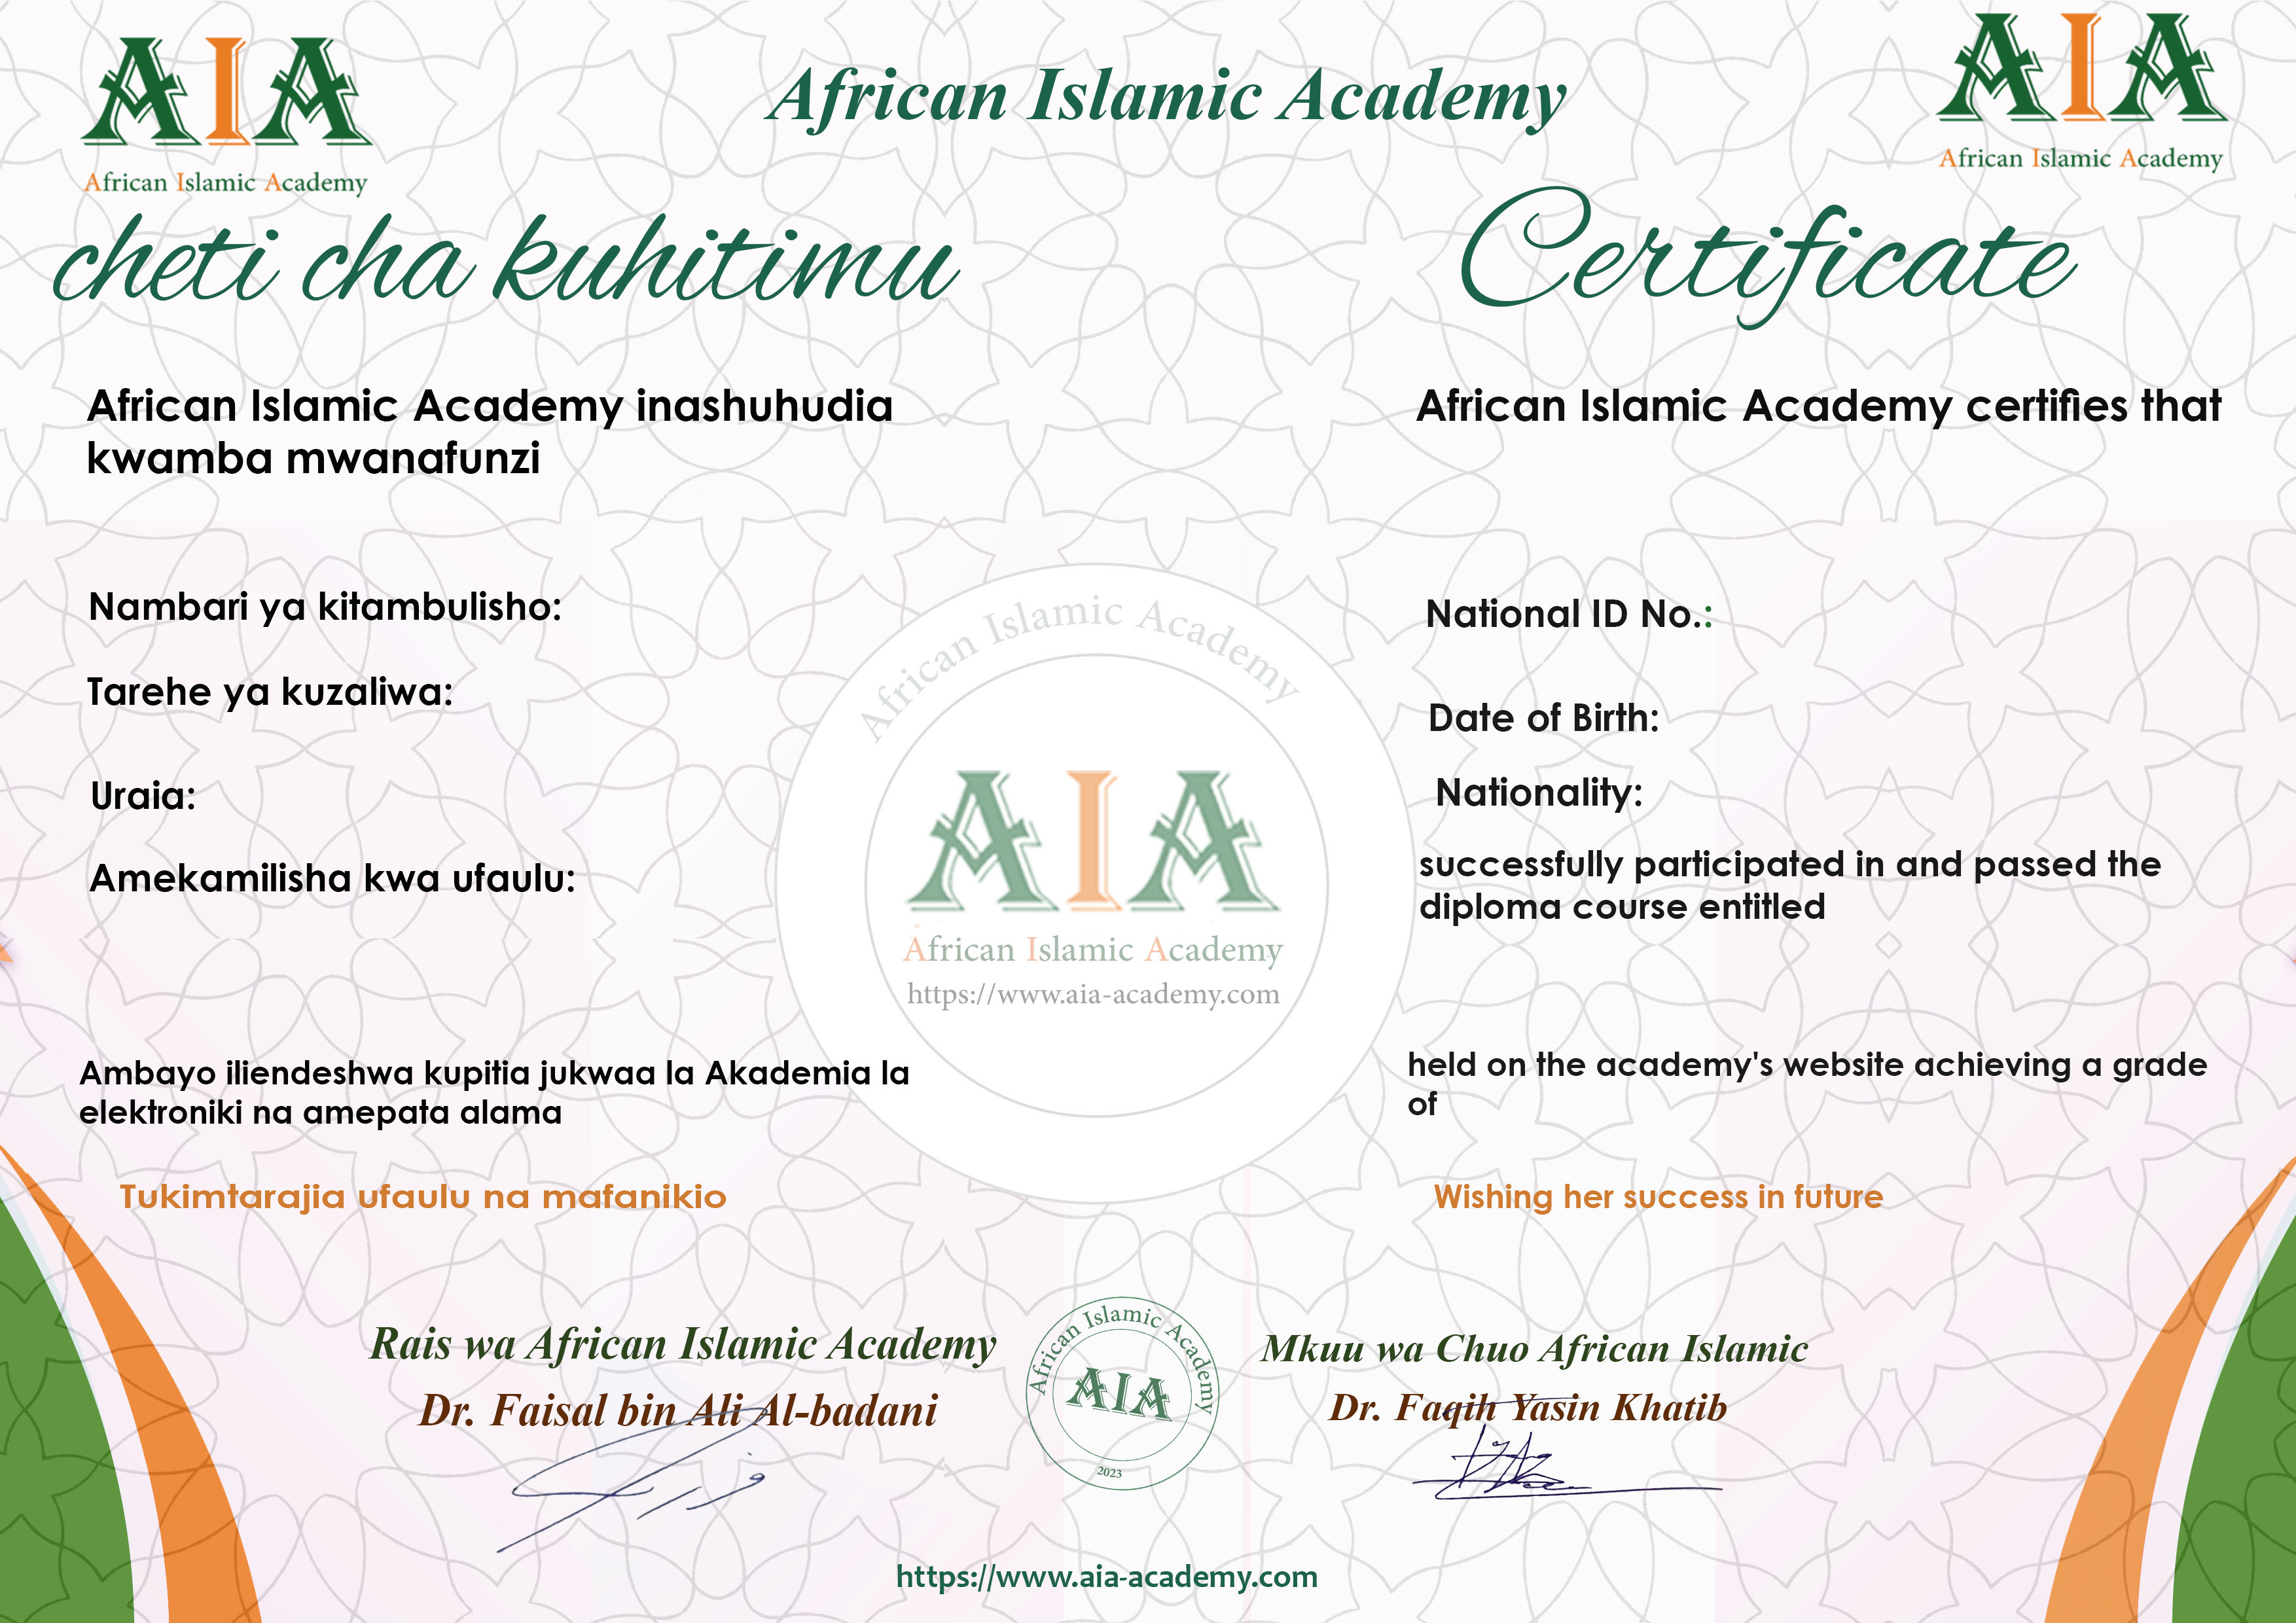 AIA
African Islamic Academy
African Islamic Academy
AIA
African Islamic Academy
cheti cha kuhitimu
Certificate
African Islamic Academy inashuhudia
kwamba mwanafunzi
African Islamic Academy certifies that
Nambari ya kitambulisho:
Tarehe ya kuzaliwa:
Uraia:
Amekamilisha kwa ufaulu:
African Islamic Academy
AIA
African Islamic Academy
https://www.aia-academy.com
National ID No.:
Date of Birth:
Nationality:
successfully participated in and passed the
diploma course entitled
Ambayo iliendeshwa kupitia jukwaa la Akademia la
elektroniki na amepata alama
held on the academy's website achieving a grade
of
Tukimtarajia ufaulu na mafanikio
Wishing her success in future
Rais wa African Islamic Academy
Dr. Faisal bin Ali Al-badani
African Islamic Academy
AIA
2023
Mkuu wa Chuo African Islamic
Dr. Faqih Yasin Khatib
https://www.aia-academy.com